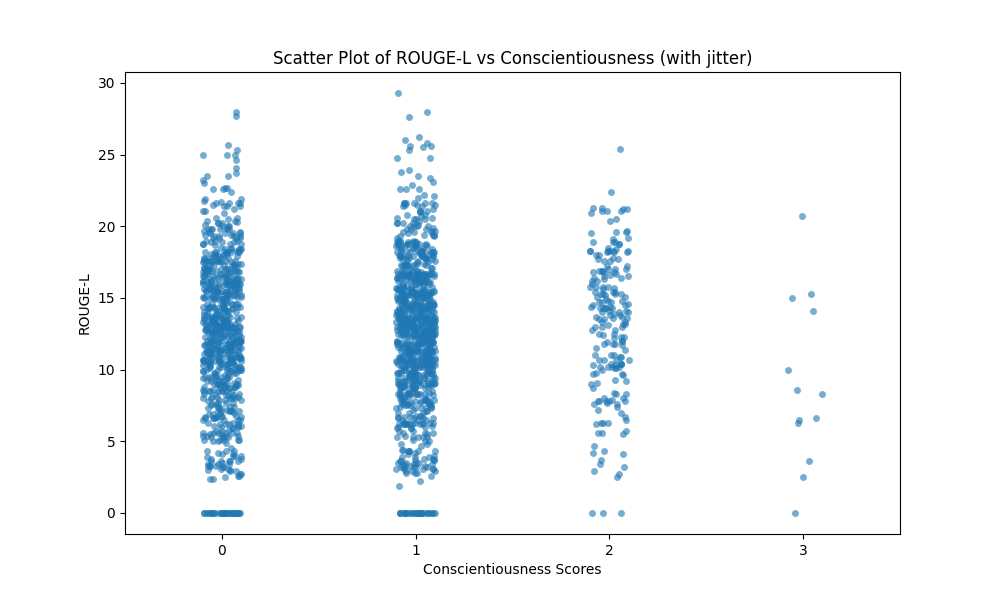 Scatter Plot of ROUGE-L vs Conscientiousness (with jitter)
30
25
20
15
10
5
0
ROUGE-L
0 1 2 3
Conscientiousness Scores